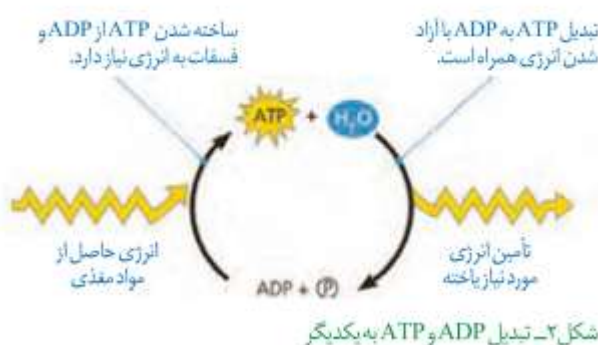 تبدیل ATP به ADP با آزاد
شدن انرژی همراه است.
ساخته شدن ATP از ADP و
فسفات به انرژی نیاز دارد.
ATP + H₂O
تأمین انرژی
مورد نیاز یاخته
انرژی حاصل از
مواد مغذی
ADP + P
شکل ۲ــ تبدیل ADP و ATP به یکدیگر